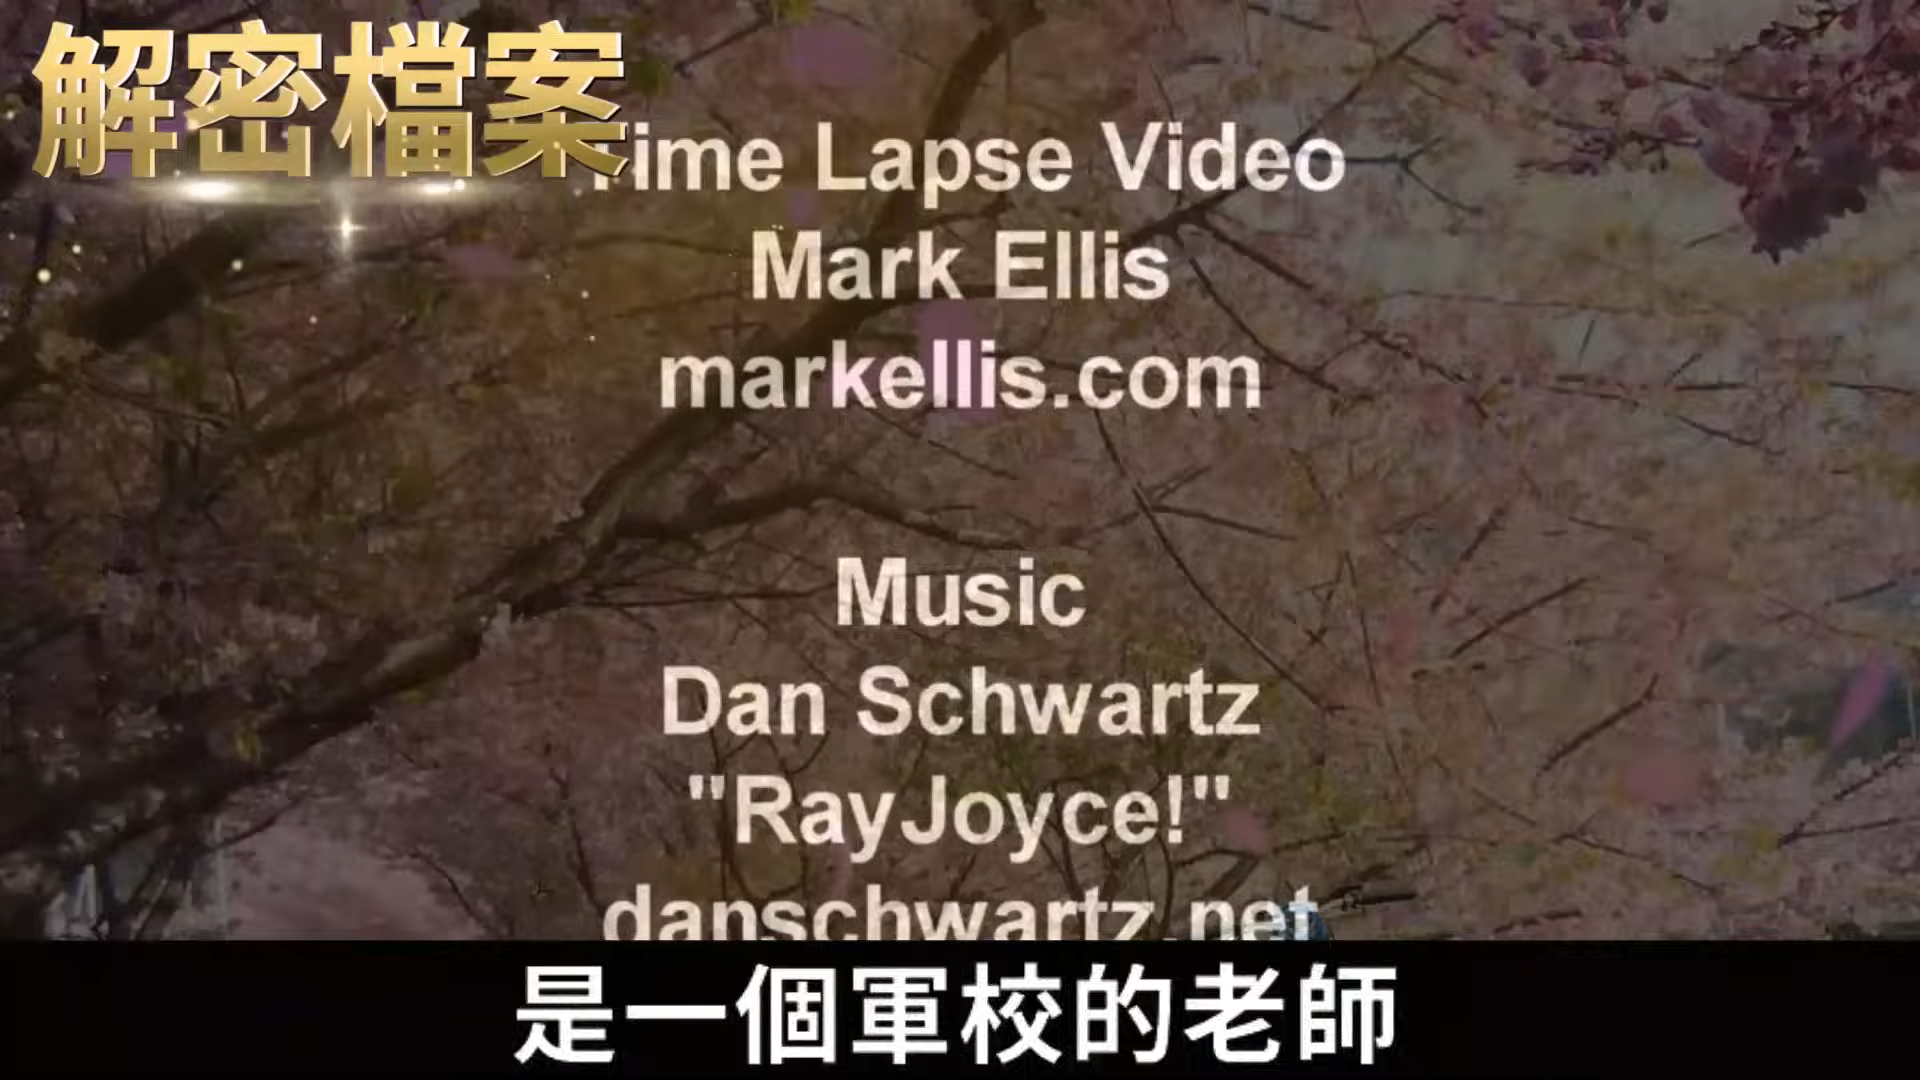 解密檔案
Time Lapse Video
Mark Ellis
markellis.com
Music
Dan Schwartz
"RayJoyce!"
danschwartz.net
是一個軍校的老師